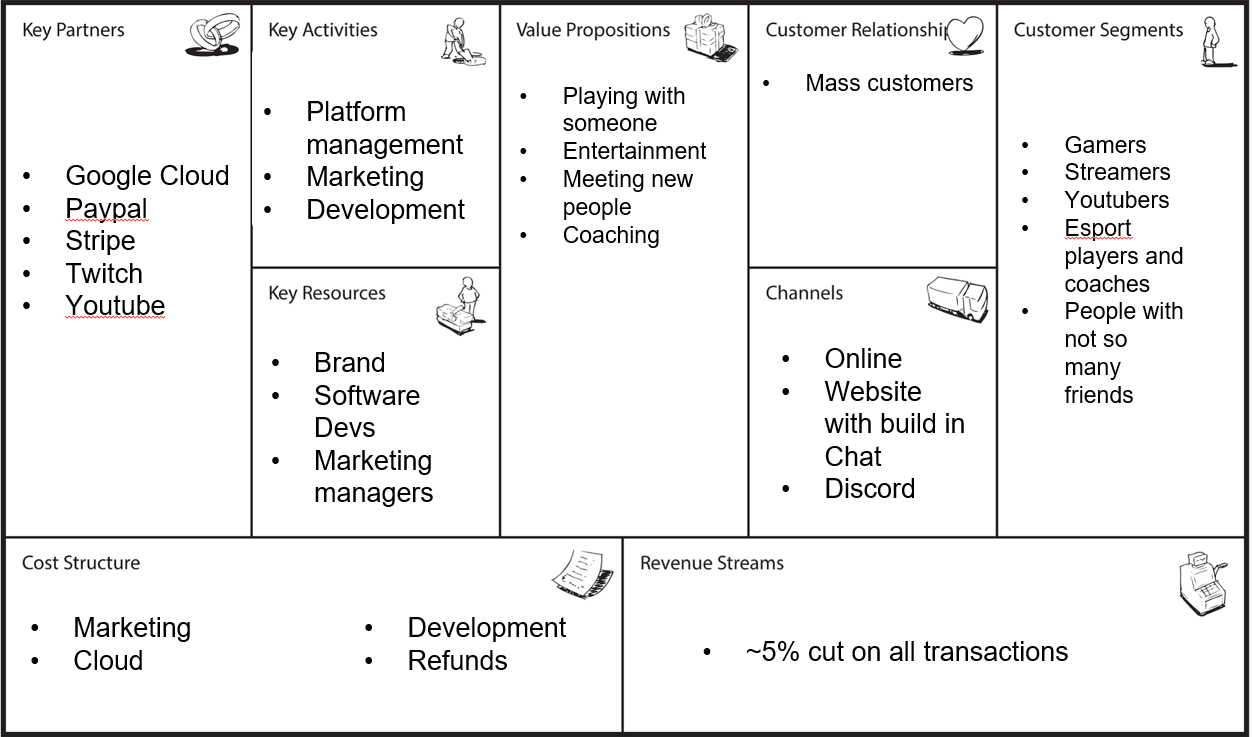 Key Partners
• Google Cloud
• Paypal
• Stripe
• Twitch
• Youtube
Key Activities
• Platform
management
• Marketing
• Development
Key Resources
• Brand
• Software
Devs
• Marketing
managers
Value Propositions
• Playing with
someone
• Entertainment
• Meeting new
people
• Coaching
Customer Relationship
• Mass customers
Channels
• Online
• Website
with build in
Chat
• Discord
Customer Segments
• Gamers
• Streamers
• Youtubers
• Esport
players and
coaches
• People with
not so
many
friends
Cost Structure
• Marketing
• Cloud
• Development
• Refunds
Revenue Streams
• ~5% cut on all transactions